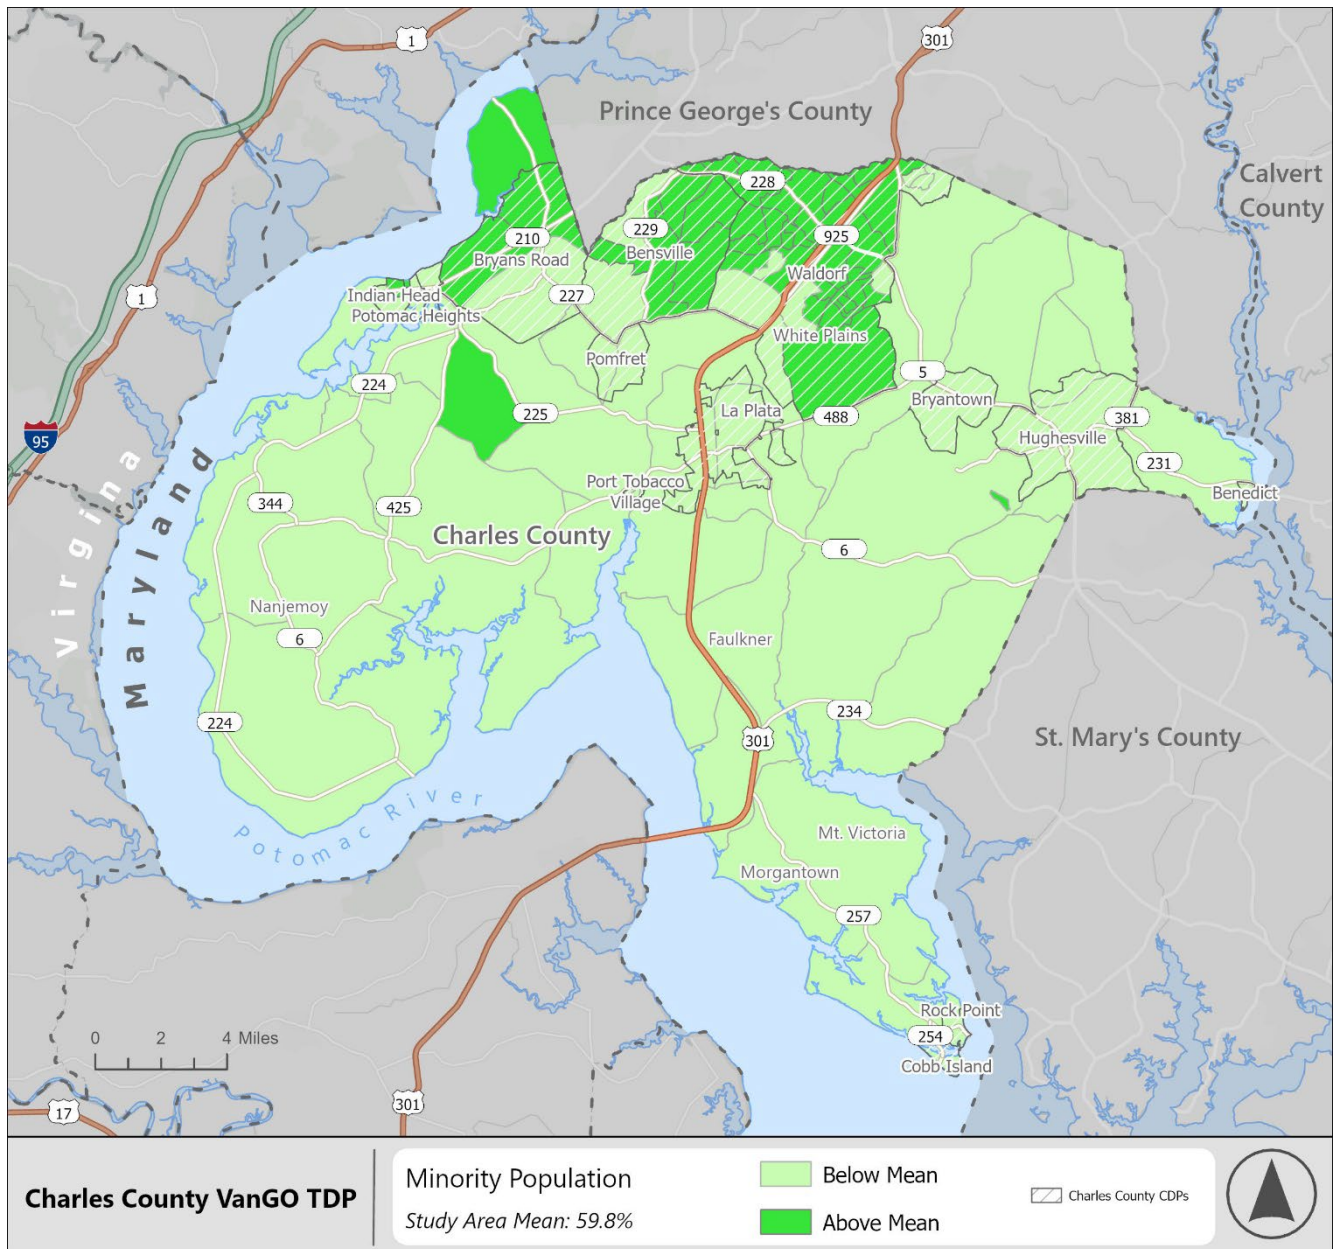 1
301
Prince George's County
Calvert
County
228
229
925
210
Bensville
Bryans Road
Waldorf
1
Indian Head
227
Potomac Heights
White Plains
Pomfret
224
5
Bryantown
225
La Plata
488
381
95
Hughesville
231
Port Tobacco
Village
Benedict
344
425
Charles County
6
Virginia
Maryland
Nanjemoy
6
Faulkner
224
234
301
St. Mary's County
Potomac River
Mt. Victoria
Morgantown
257
Rock Point
254
Cobb Island
0 2 4 Miles
17
301
Charles County VanGO TDP
Minority Population
Study Area Mean: 59.8%
Below Mean
Above Mean
Charles County CDPs